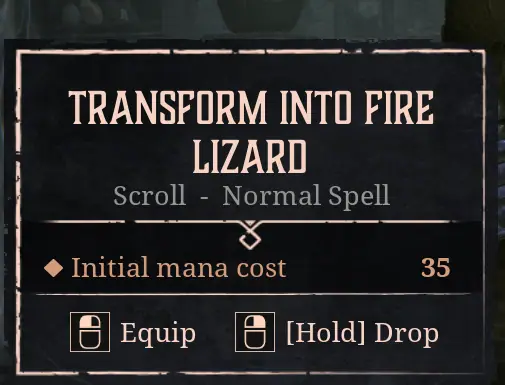 TRANSFORM INTO FIRE
LIZARD
Scroll - Normal Spell
Initial mana cost 35
Equip [Hold] Drop